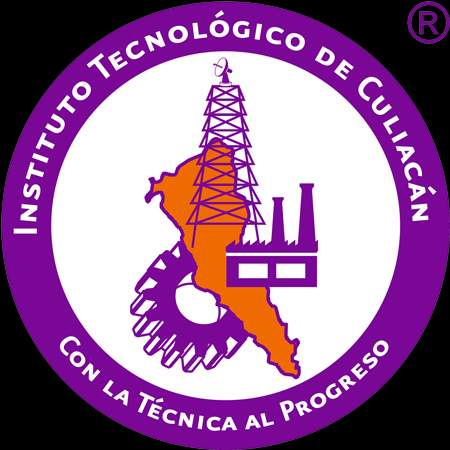 ®
INSTITUTO TECNOLÓGICO DE CULIACÁN
CON LA TÉCNICA AL PROGRESO